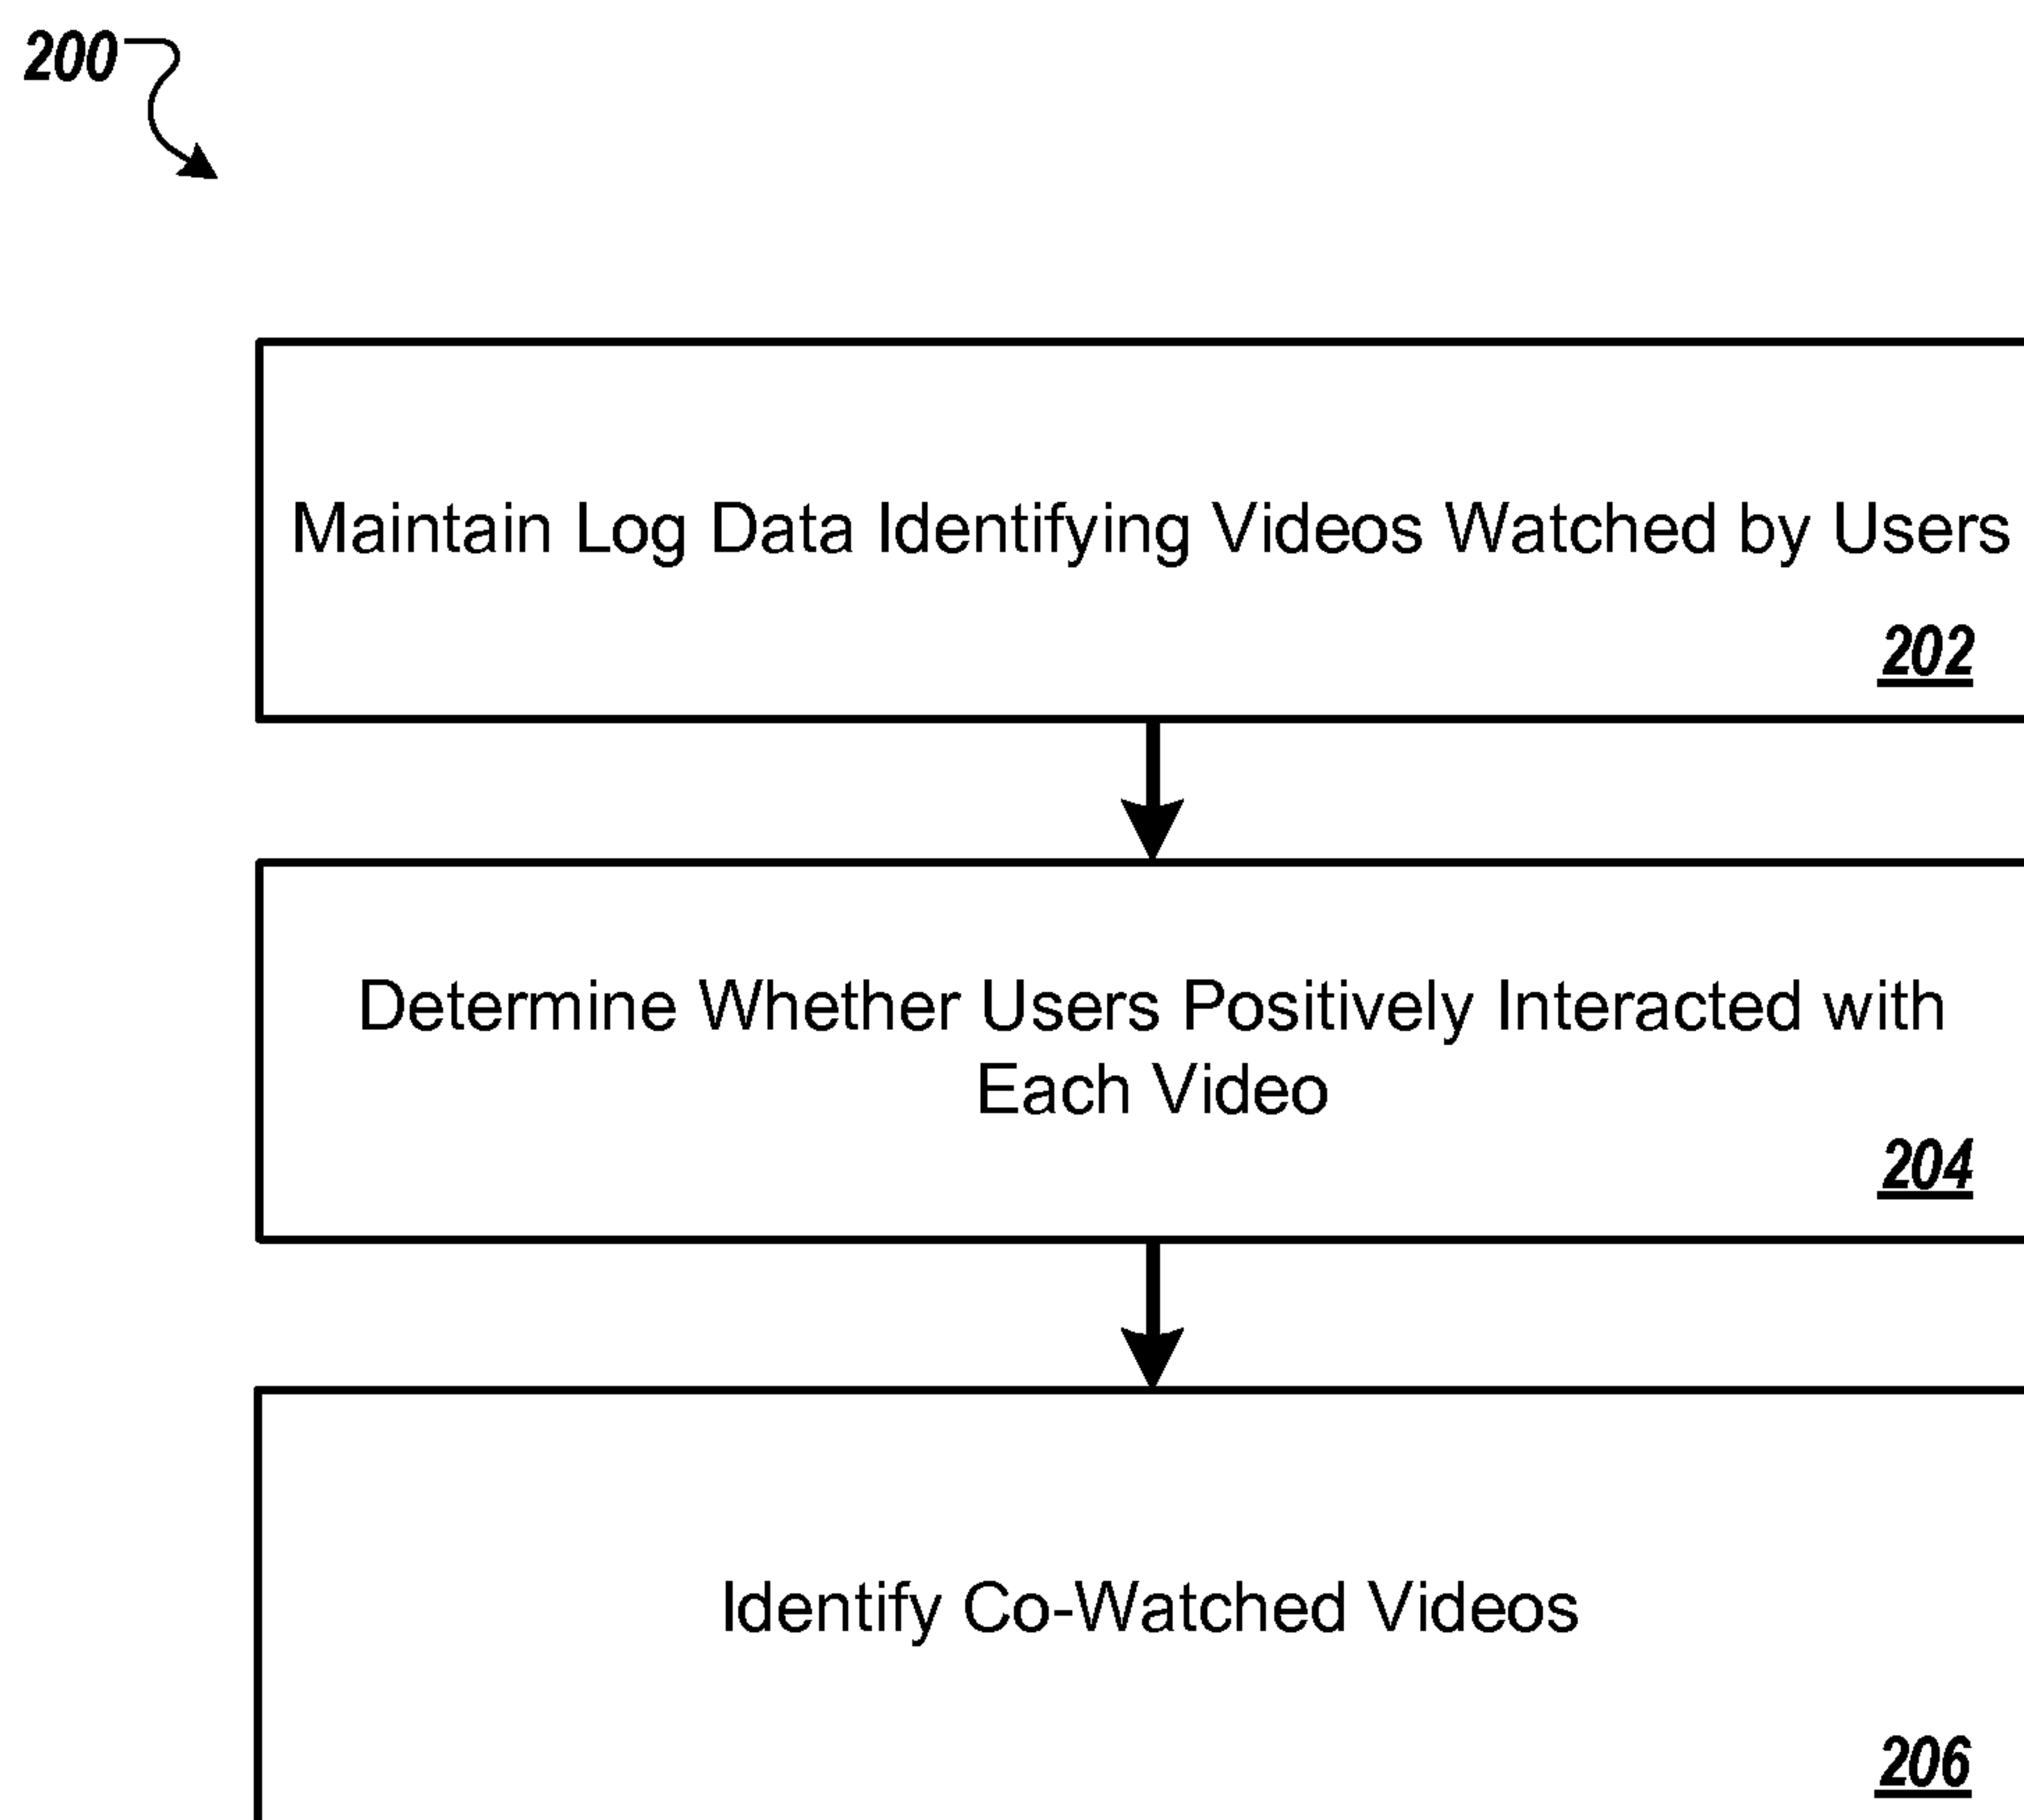 200
Maintain Log Data Identifying Videos Watched by Users
202
Determine Whether Users Positively Interacted with
Each Video
204
Identify Co-Watched Videos
206